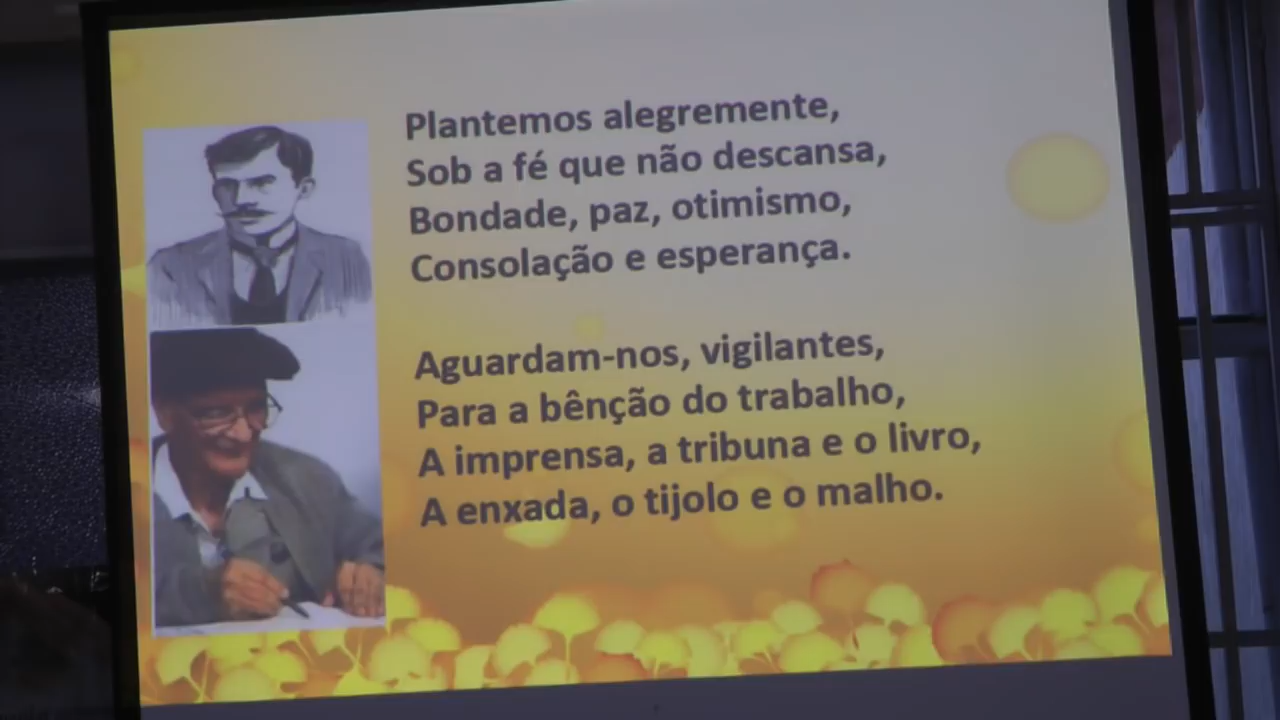 Plantemos alegremente,
Sob a fé que não descansa,
Bondade, paz, otimismo,
Consolação e esperança.
Aguardam-nos, vigilantes,
Para a bênção do trabalho,
A imprensa, a tribuna e o livro,
A enxada, o tijolo e o malho.